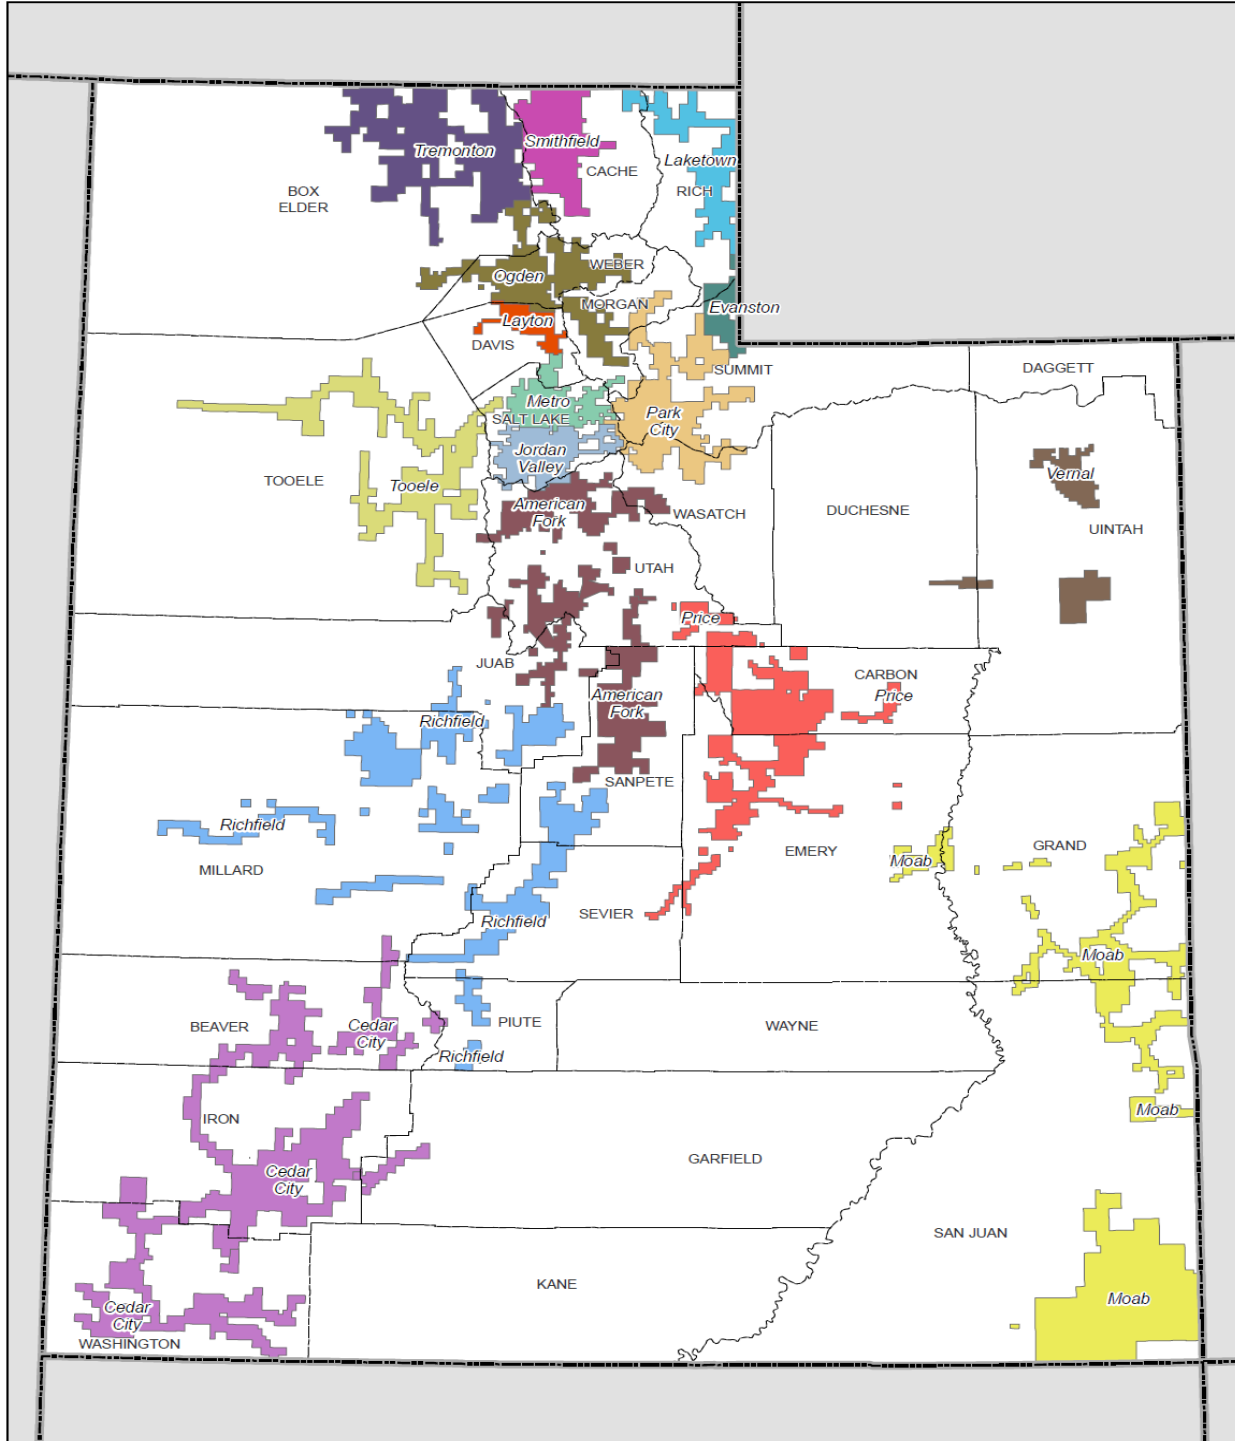 Smithfield
Tremonton
Laketown
CACHE
BOX
ELDER
RICH
WEBER
Ogden
MORGAN
Evanston
Layton
DAVIS
SUMMIT
DAGGETT
Metro
SALT LAKE
Park
City
Jordan
Valley
Vernal
TOOELE
Tooele
American
Fork
WASATCH
DUCHESNE
UINTAH
UTAH
Price
JUAB
CARBON
Price
American
Fork
Richfield
SANPETE
Richfield
MILLARD
EMERY
Moab
GRAND
SEVIER
Richfield
Moab
BEAVER
Cedar
City
PIUTE
WAYNE
Richfield
IRON
Moab
Cedar
City
GARFIELD
SAN JUAN
KANE
Moab
Cedar
City
WASHINGTON